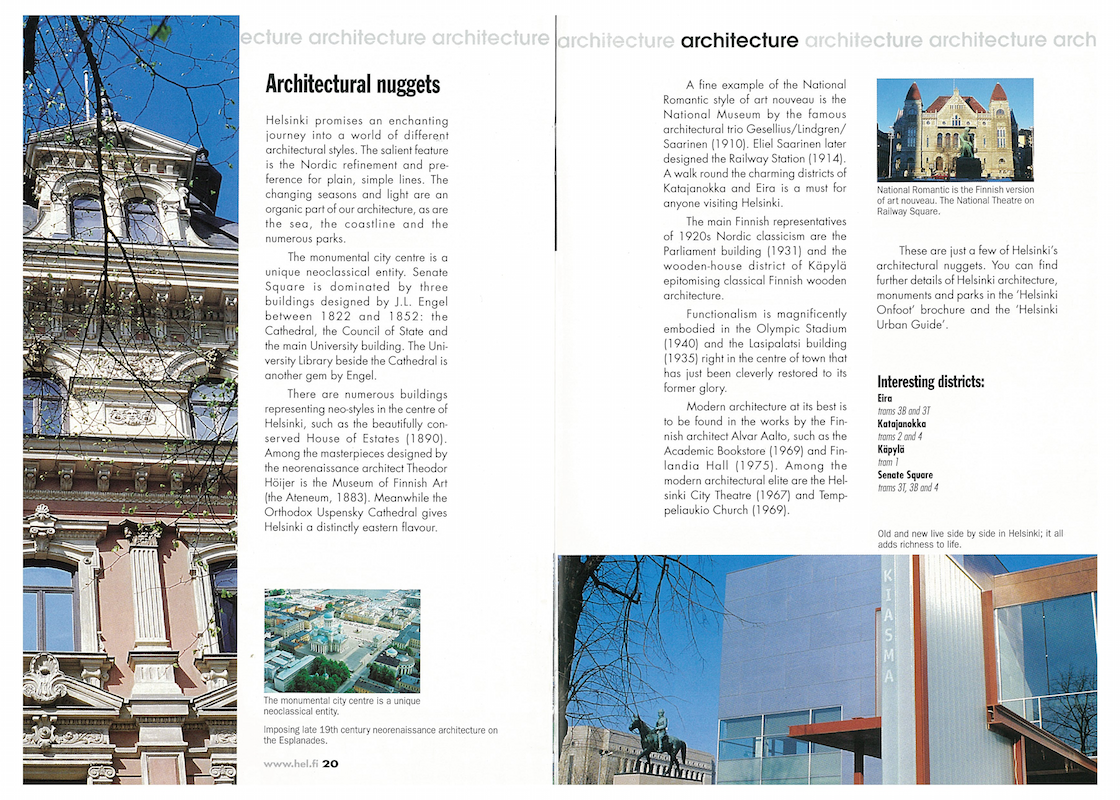 ecture architecture architecture
architecture architecture architecture architecture arch
Architectural nuggets
Helsinki promises an enchanting
journey into a world of different
architectural styles. The salient feature
is the Nordic refinement and pre-
ference for plain, simple lines. The
changing seasons and light are an
organic part of our architecture, as are
the sea, the coastline and the
numerous parks.
The monumental city centre is a
unique neoclassical entity. Senate
Square is dominated by three
buildings designed by J.L. Engel
between 1822 and 1852: the
Cathedral, the Council of State and
the main University building. The Uni-
versity Library beside the Cathedral is
another gem by Engel.
There are numerous buildings
representing neo-styles in the centre of
Helsinki, such as the beautifully con-
served House of Estates (1890).
Among the masterpieces designed by
the neorenaissance architect Theodor
Höijer is the Museum of Finnish Art
(the Ateneum, 1883). Meanwhile the
Orthodox Uspensky Cathedral gives
Helsinki a distinctly eastern flavour.
The monumental city centre is a unique
neoclassical entity.
Imposing late 19th century neorenaissance architecture on
the Esplanades.
www.hel.fi 20
A fine example of the National
Romantic style of art nouveau is the
National Museum by the famous
architectural trio Gesellius/Lindgren/
Saarinen (1910). Eliel Saarinen later
designed the Railway Station (1914).
A walk round the charming districts of
Katajanokka and Eira is a must for
anyone visiting Helsinki.
The main Finnish representatives
of 1920s Nordic classicism are the
Parliament building (1931) and the
wooden-house district of Käpylä
epitomising classical Finnish wooden
architecture.
Functionalism is magnificently
embodied in the Olympic Stadium
(1940) and the Lasipalatsi building
(1935) right in the centre of town that
has just been cleverly restored to its
former glory.
Modern architecture at its best is
to be found in the works by the Fin-
nish architect Alvar Aalto, such as the
Academic Bookstore (1969) and Fin-
landia Hall (1975). Among the
modern architectural elite are the Hel-
sinki City Theatre (1967) and Temp-
peliaukio Church (1969).
National Romantic is the Finnish version
of art nouveau. The National Theatre on
Railway Square.
These are just a few of Helsinki's
architectural nuggets. You can find
further details of Helsinki architecture,
monuments and parks in the 'Helsinki
Onfoot' brochure and the 'Helsinki
Urban Guide'.
Interesting districts:
Eira
trams 3B and 3T
Katajanokka
trams 2 and 4
Käpylä
tram 1
Senate Square
trams 3T, 3B and 4
Old and new live side by side in Helsinki; it all
adds richness to life.
KIASMA